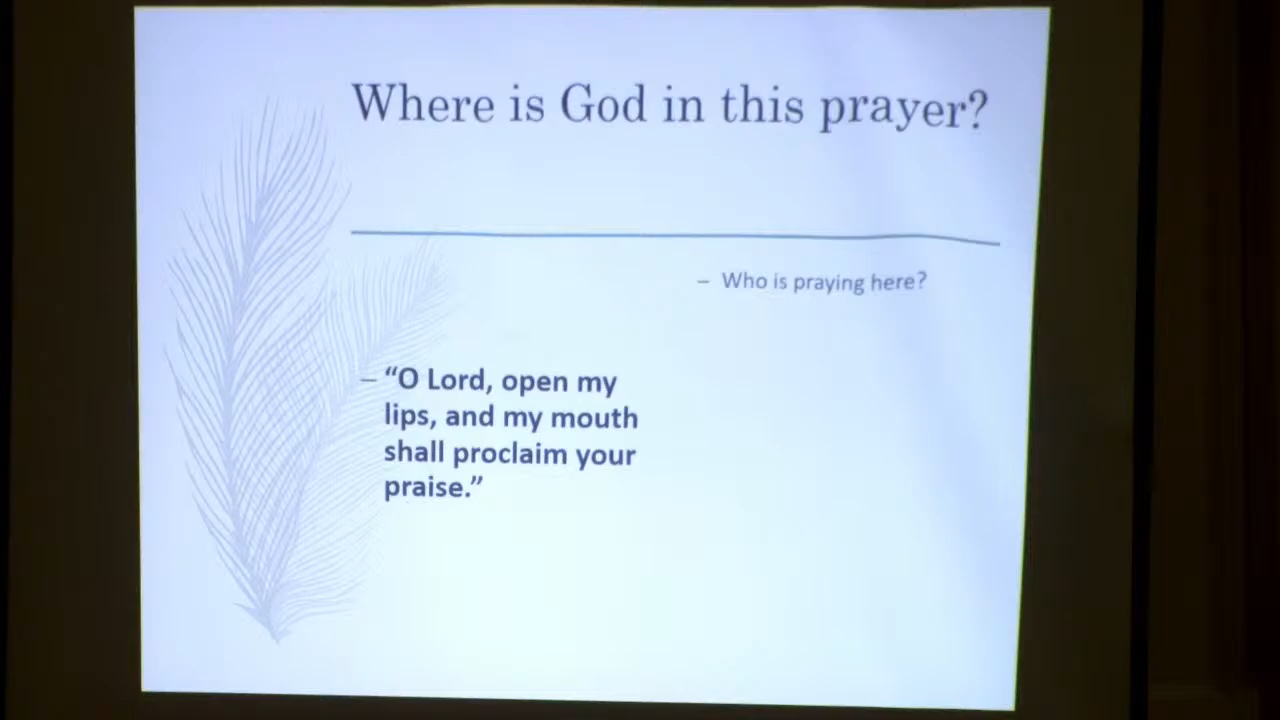 Where is God in this prayer?
– Who is praying here?
– “O Lord, open my
lips, and my mouth
shall proclaim your
praise.”